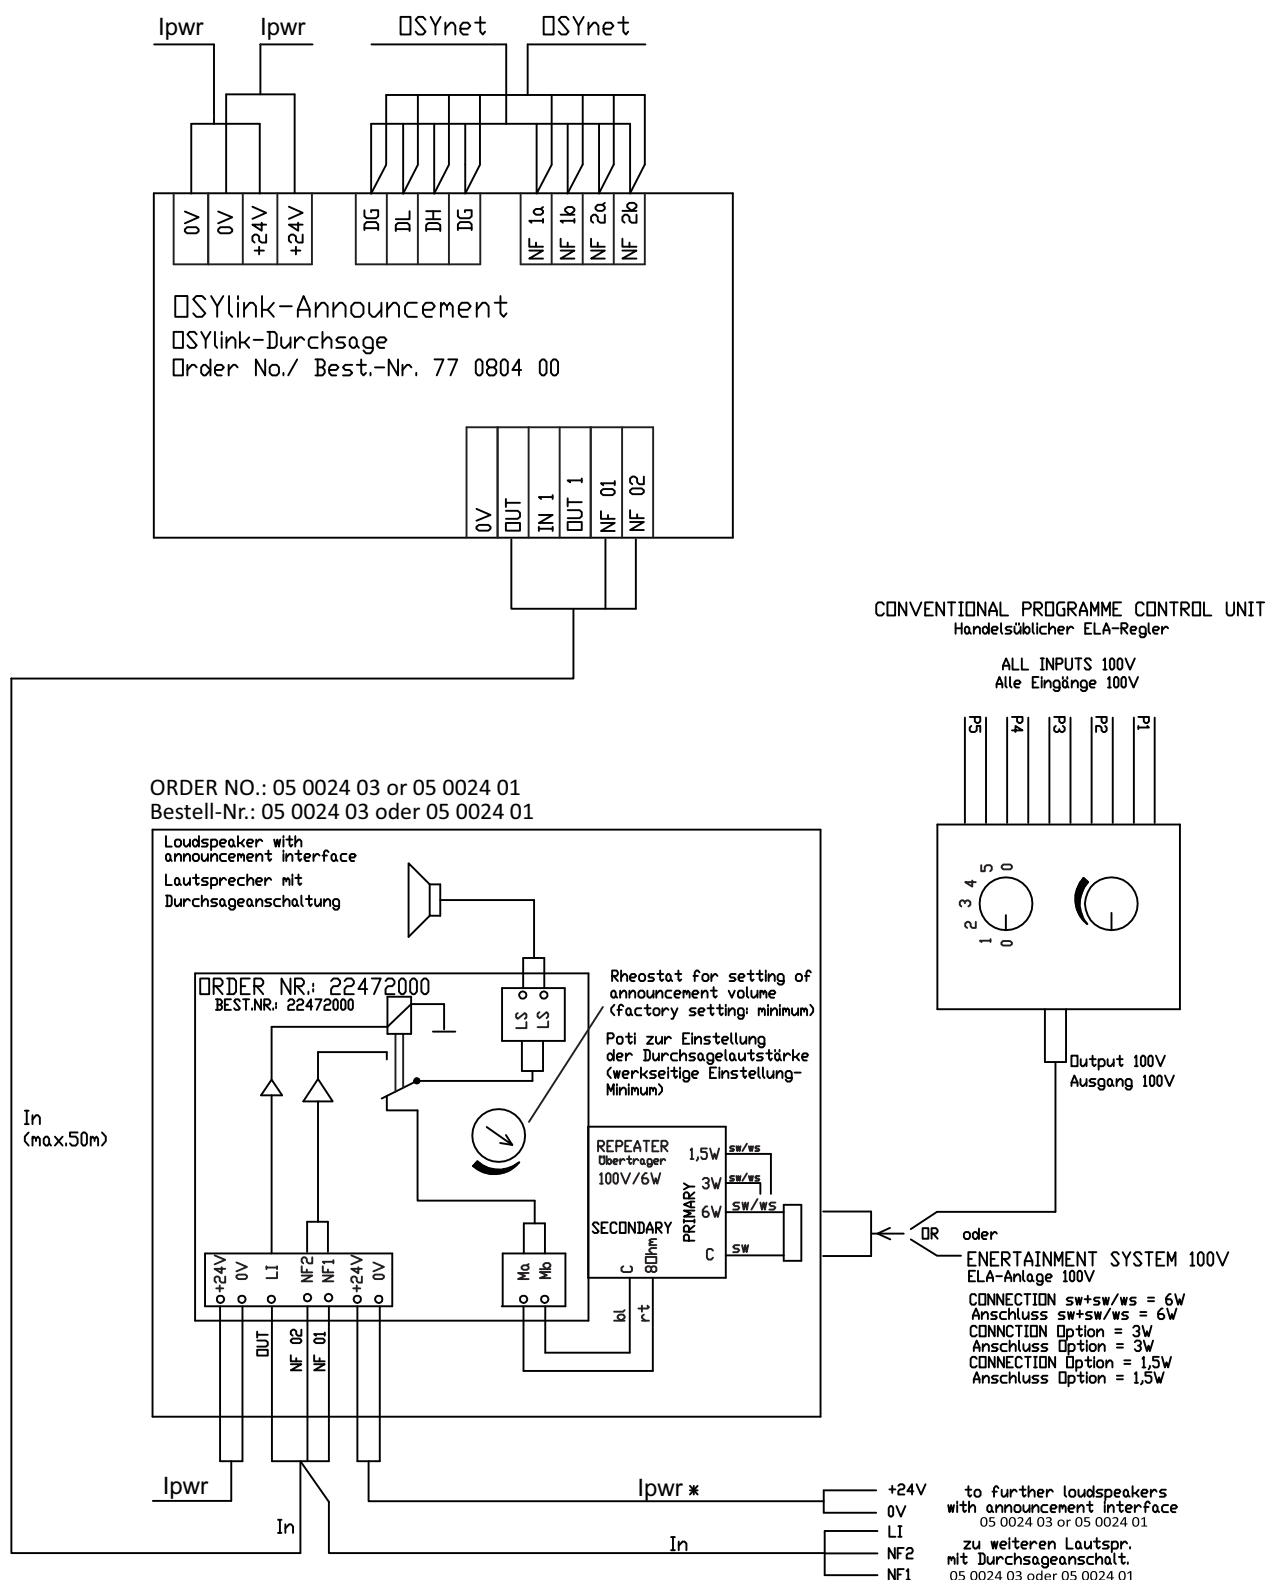 Ipwr
Ipwr
OSYnet
OSYnet
0V
0V
+24V
+24V
DG
DL
DH
DG
NF 1a
NF 1b
NF 2a
NF 2b
OSYlink-Announcement
OSYlink-Durchsage
Order No./ Best.-Nr. 77 0804 00
0V
OUT
IN 1
OUT 1
NF 01
NF 02
CONVENTIONAL PROGRAMME CONTROL UNIT
Handelsüblicher ELA-Regler
ALL INPUTS 100V
Alle Eingänge 100V
P5
P4
P3
P2
P1
0
5
4
3
2
1
0
Output 100V
Ausgang 100V
ORDER NO.: 05 0024 03 or 05 0024 01
Bestell-Nr.: 05 0024 03 oder 05 0024 01
Loudspeaker with
announcement interface
Lautsprecher mit
Durchsageanschaltung
ORDER NR.: 22472000
BEST.NR.: 22472000
LS
LS
Rheostat for setting of
announcement volume
(factory setting: minimum)
Poti zur Einstellung
der Durchsagelautstärke
(werkseitige Einstellung-
Minimum)
In
(max.50m)
REPEATER
Übertrager
100V/6W
1,5W
3W
6W
C
PRIMARY
sw/ws
sw/ws
sw/ws
sw
SECONDARY
C
8Ohm
bl
rt
+24V
0V
LI
NF2
NF1
+24V
0V
Ma
Mb
OUT
NF 02
NF 01
OR oder
ENERTAINMENT SYSTEM 100V
ELA-Anlage 100V
CONNECTION sw+sw/ws = 6W
Anschluss sw+sw/ws = 6W
CONNCTION Option = 3W
Anschluss Option = 3W
CONNECTION Option = 1,5W
Anschluss Option = 1,5W
Ipwr
Ipwr *
In
In
+24V
0V
LI
NF2
NF1
to further loudspeakers
with announcement interface
05 0024 03 or 05 0024 01
zu weiteren Lautspr.
mit Durchsageanschalt.
05 0024 03 oder 05 0024 01